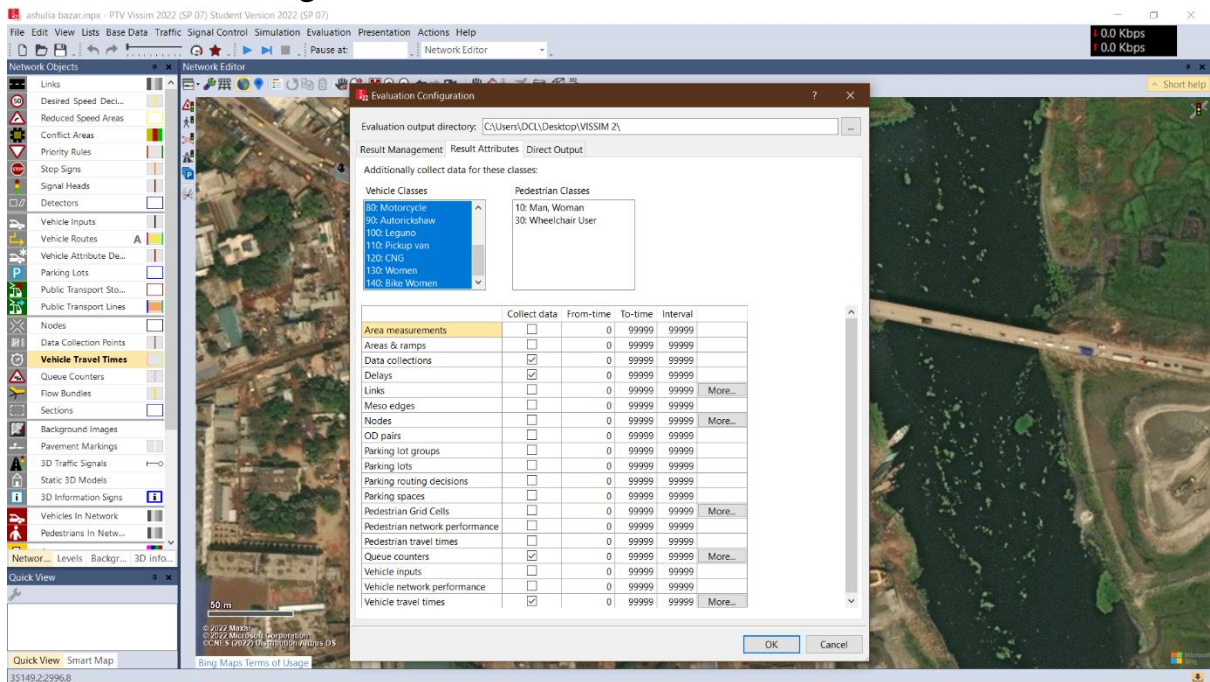 ashulia bazar.inpx - PTV Vissim 2022 (SP 07) Student Version 2022 (SP 07)
File Edit View Lists Base Data Traffic Signal Control Simulation Evaluation Presentation Actions Help
0.0 Kbps
0.0 Kbps
Pause at:
Network Editor
Network Objects
Network Editor
Short help
Links
Desired Speed Deci...
Reduced Speed Areas
Conflict Areas
Priority Rules
Stop Signs
Signal Heads
Detectors
Vehicle Inputs
Vehicle Routes A
Vehicle Attribute De...
Parking Lots
Public Transport Sto...
Public Transport Lines
Nodes
Data Collection Points
Vehicle Travel Times
Queue Counters
Flow Bundles
Sections
Background Images
Pavement Markings
3D Traffic Signals
Static 3D Models
3D Information Signs
Vehicles In Network
Pedestrians In Netw...
Networ... Levels Backgr... 3D info...
Quick View
Quick View Smart Map
35149.2:2996.8
Evaluation Configuration
Evaluation output directory: C:\Users\DCL\Desktop\VISSIM 2\
Result Management Result Attributes Direct Output
Additionally collect data for these classes:
Vehicle Classes Pedestrian Classes
80: Motorcycle 10: Man, Woman
90: Autorickshaw 30: Wheelchair User
100: Leguno
110: Pickup van
120: CNG
130: Women
140: Bike Women
Collect data From-time To-time Interval
Area measurements 0 99999 99999
Areas & ramps 0 99999 99999
Data collections 0 99999 99999
Delays 0 99999 99999
Links 0 99999 99999 More...
Meso edges 0 99999 99999
Nodes 0 99999 99999 More...
OD pairs 0 99999 99999
Parking lot groups 0 99999 99999
Parking lots 0 99999 99999
Parking routing decisions 0 99999 99999
Parking spaces 0 99999 99999
Pedestrian Grid Cells 0 99999 99999 More...
Pedestrian network performance 0 99999 99999
Pedestrian travel times 0 99999 99999
Queue counters 0 99999 99999 More...
Vehicle inputs 0 99999 99999
Vehicle network performance 0 99999 99999
Vehicle travel times 0 99999 99999 More...
OK Cancel
50 m
© 2022 Maxar
© 2022 Microsoft Corporation
©CNES (2022) Distribution Airbus DS
Bing Maps Terms of Usage
Microsoft